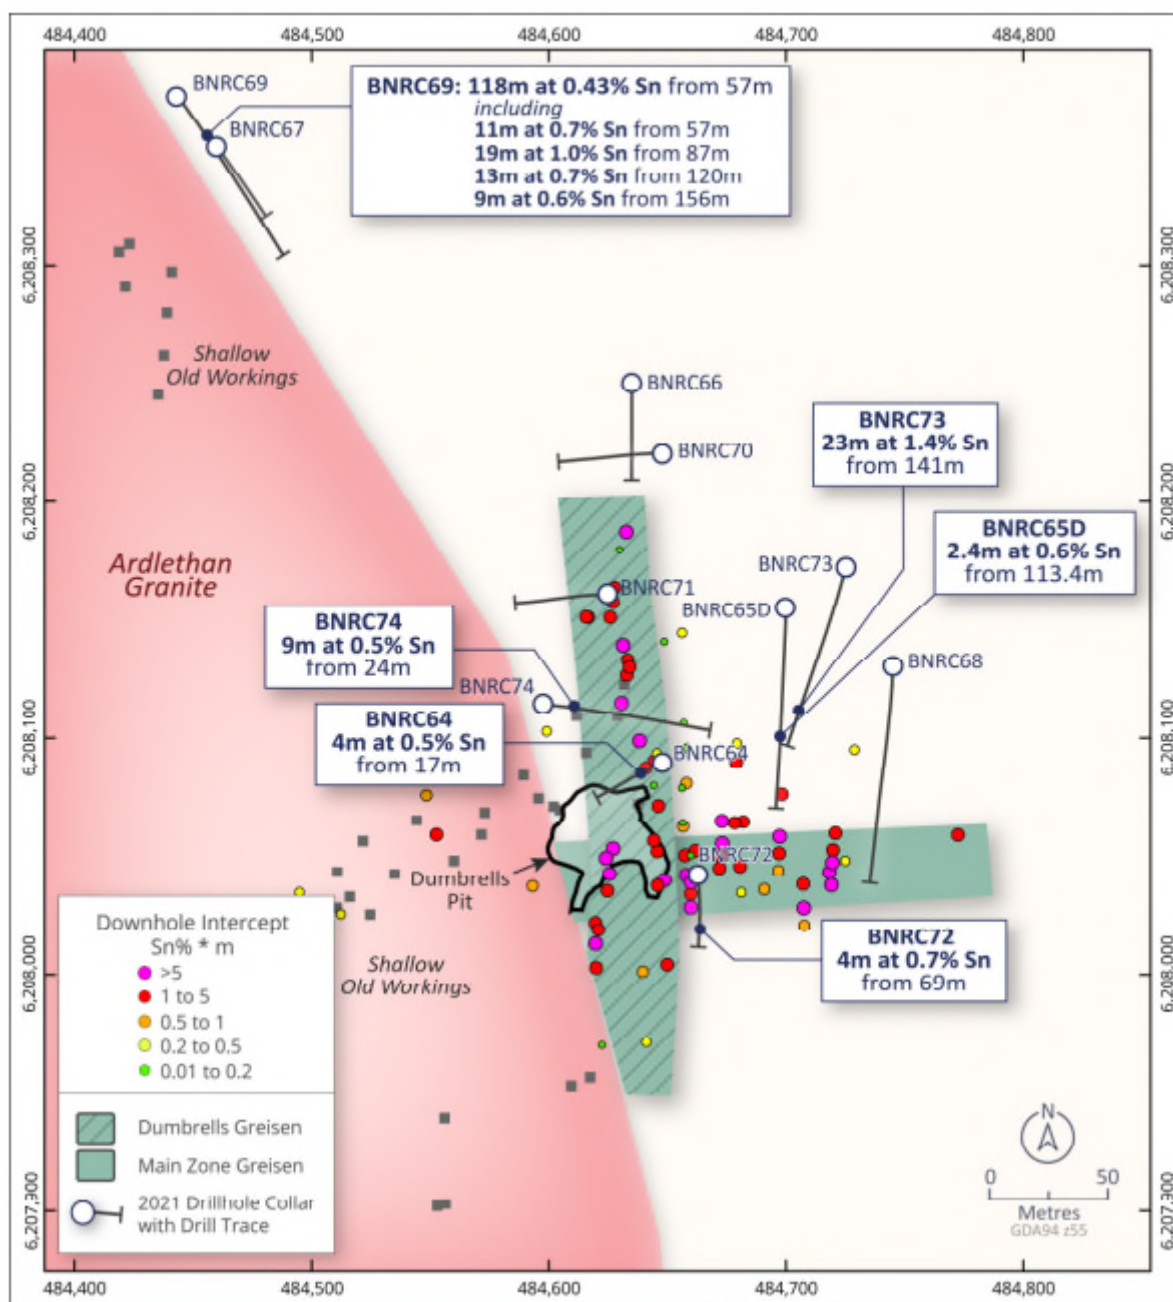 484,400 484,500 484,600 484,700 484,800
BNRC69
BNRC67
BNRC69: 118m at 0.43% Sn from 57m
including
11m at 0.7% Sn from 57m
19m at 1.0% Sn from 87m
13m at 0.7% Sn from 120m
9m at 0.6% Sn from 156m
6,208,300 6,208,300
Shallow
Old Workings
BNRC66
BNRC70
BNRC73
23m at 1.4% Sn
from 141m
6,208,200 6,208,200
BNRC65D
2.4m at 0.6% Sn
from 113.4m
Ardlethan
Granite
BNRC73
BNRC71
BNRC65D
BNRC74
9m at 0.5% Sn
from 24m
BNRC68
BNRC74
BNRC64
4m at 0.5% Sn
from 17m
6,208,100 6,208,100
BNRC64
BNRC72
Dumbrells
Pit
BNRC72
4m at 0.7% Sn
from 69m
6,208,000 6,208,000
Shallow
Old Workings
Downhole Intercept
Sn% * m
>5
1 to 5
0.5 to 1
0.2 to 0.5
0.01 to 0.2
Dumbrells Greisen
Main Zone Greisen
2021 Drillhole Collar
with Drill Trace
N
0 50
Metres
GDA94 z55
6,207,900 6,207,900
484,400 484,500 484,600 484,700 484,800